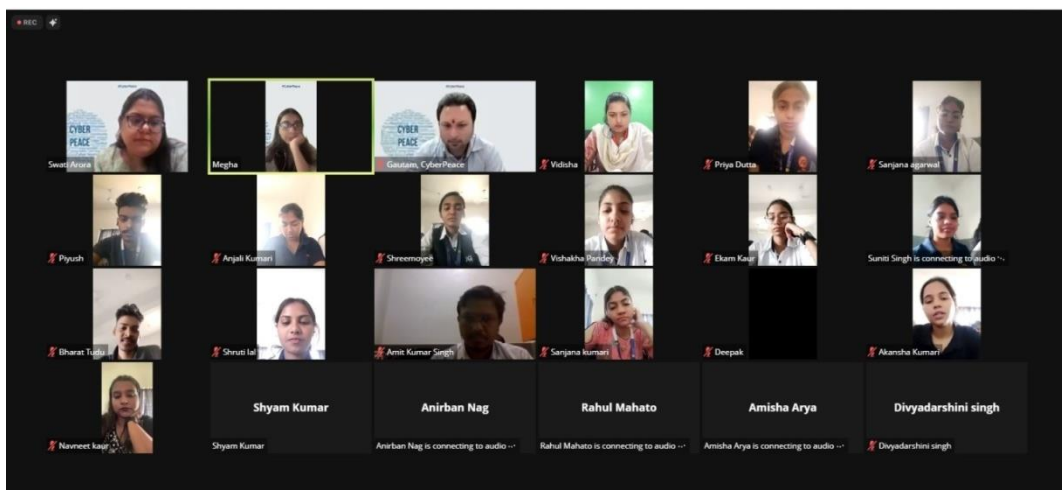 REC
CYBER
PEACE
Swati Arora
Megha
CYBER
PEACE
Gautam, CyberPeace
Vidisha
Priya Dutta
Sanjana agarwal
Piyush
Anjali Kumari
Shreemoyee
Vishakha Pandey
Ekam Kaur
Suniti Singh is connecting to audio ···
Bharat Tudu
Shruti lal
Amit Kumar Singh
Sanjana kumari
Deepak
Akansha Kumari
Navneet kaur
Shyam Kumar
Shyam Kumar
Anirban Nag
Anirban Nag is connecting to audio ···
Rahul Mahato
Rahul Mahato is connecting to audio ···
Amisha Arya
Amisha Arya is connecting to audio ···
Divyadarshini singh
Divyadarshini singh